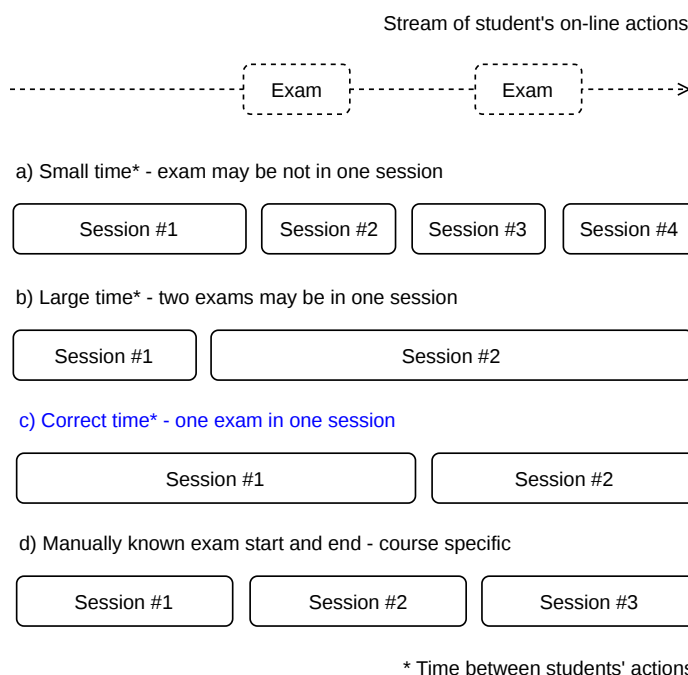 Stream of student's on-line actions
Exam Exam
a) Small time* - exam may be not in one session
Session #1 Session #2 Session #3 Session #4
b) Large time* - two exams may be in one session
Session #1 Session #2
c) Correct time* - one exam in one session
Session #1 Session #2
d) Manually known exam start and end - course specific
Session #1 Session #2 Session #3
* Time between students' actions